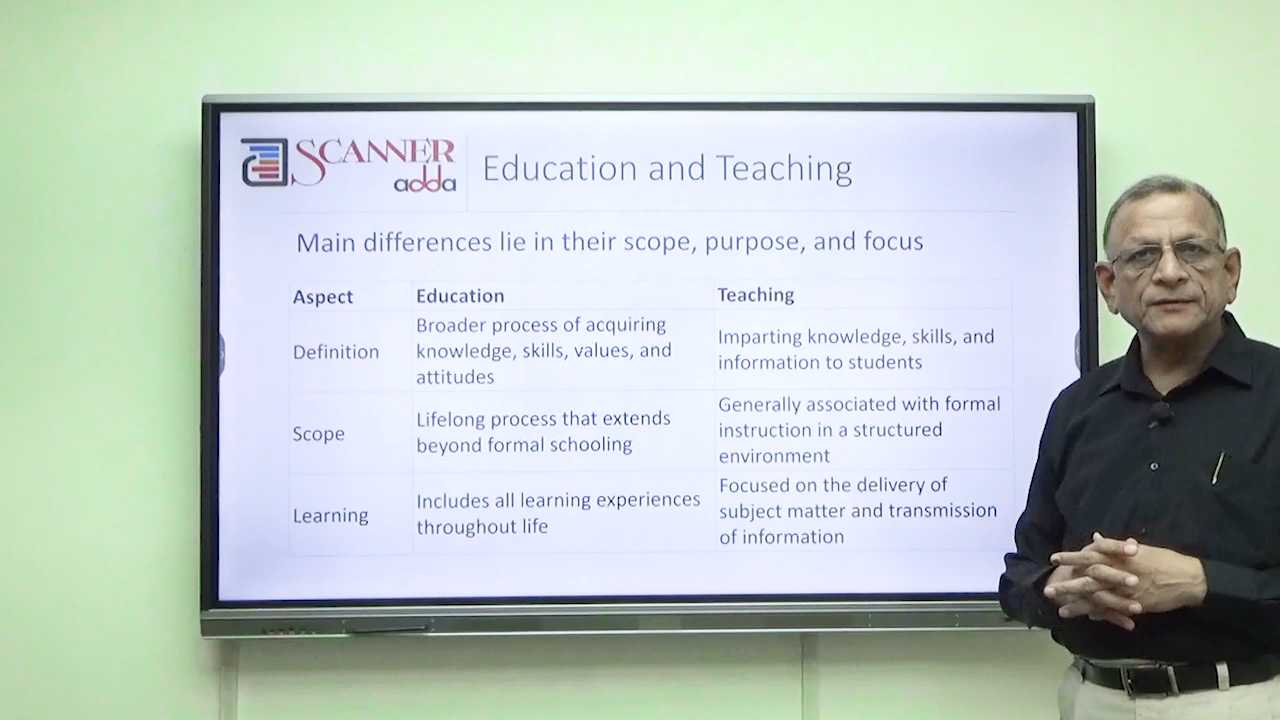 SCANNER
adda
Education and Teaching
Main differences lie in their scope, purpose, and focus
Aspect Education Teaching
Definition
Broader process of acquiring
knowledge, skills, values, and
attitudes
Imparting knowledge, skills, and
information to students
Scope
Lifelong process that extends
beyond formal schooling
Generally associated with formal
instruction in a structured
environment
Learning
Includes all learning experiences
throughout life
Focused on the delivery of
subject matter and transmission
of information